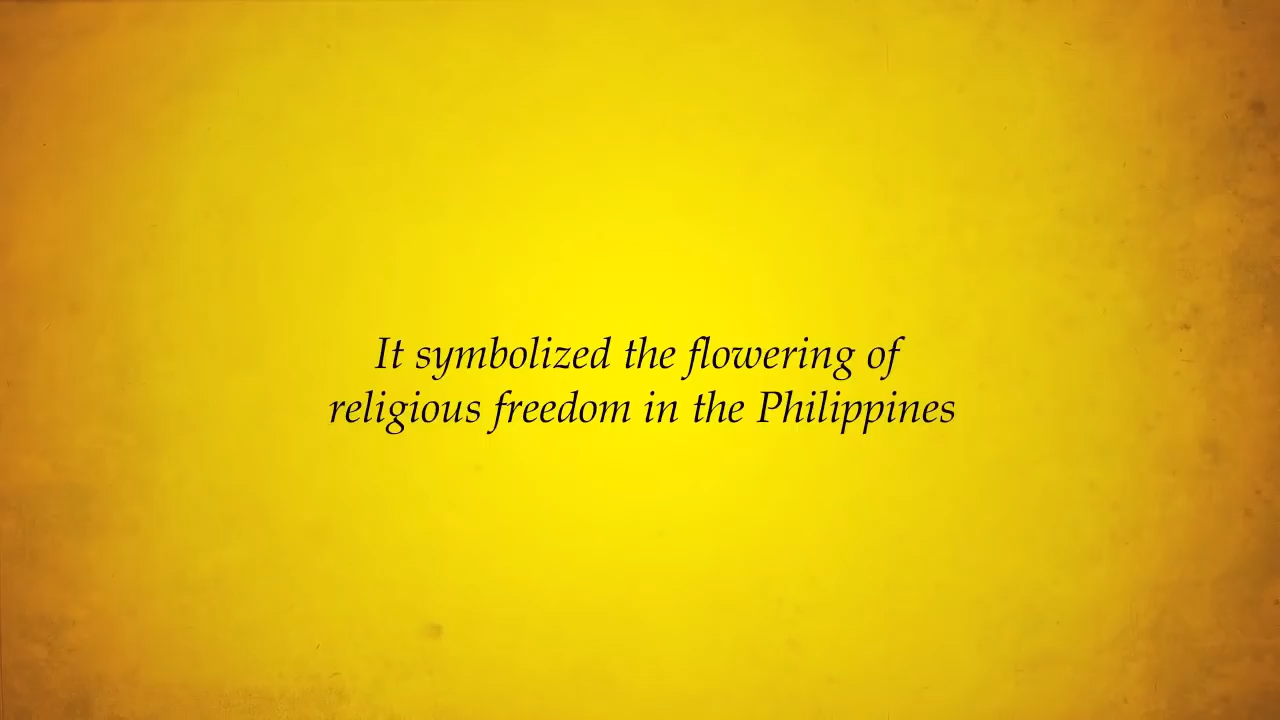 It symbolized the flowering of
religious freedom in the Philippines